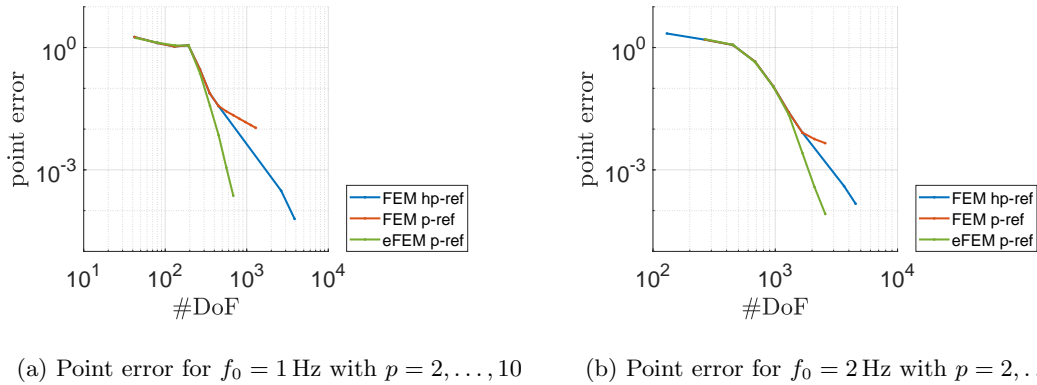 10^0
10^-3
point error
10^1
10^2
10^3
10^4
#DoF
FEM hp-ref
FEM p-ref
eFEM p-ref
(a) Point error for f_0 = 1 Hz with p = 2, . . . , 10
10^0
10^-3
point error
10^2
10^3
10^4
#DoF
FEM hp-ref
FEM p-ref
eFEM p-ref
(b) Point error for f_0 = 2 Hz with p = 2, . .